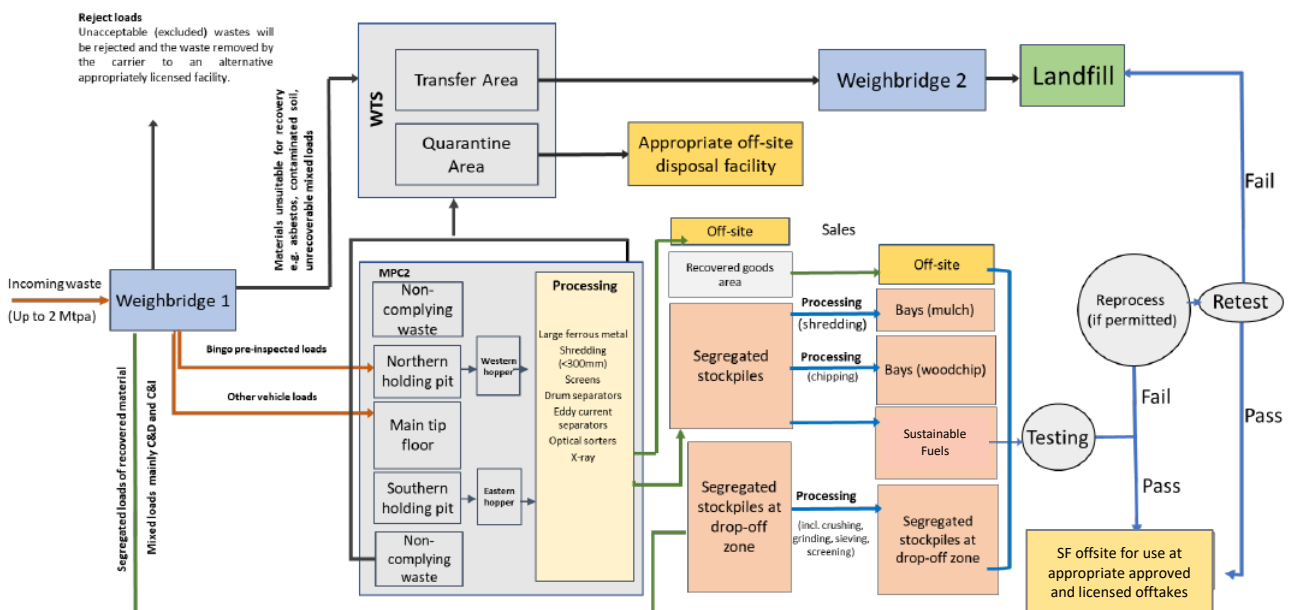 Reject loads
Unacceptable (excluded) wastes will
be rejected and the waste removed by
the carrier to an alternative
appropriately licensed facility.
Materials unsuitable for recovery
e.g. asbestos, contaminated soil,
unrecoverable mixed loads
WTS
Transfer Area
Quarantine
Area
Weighbridge 2
Landfill
Appropriate off-site
disposal facility
Fail
Incoming waste
(Up to 2 Mtpa)
Weighbridge 1
Bingo pre-inspected loads
Other vehicle loads
Segregated loads of recovered material
Mixed loads mainly C&D and C&I
MPC2
Non-
complying
waste
Northern
holding pit
Main tip
floor
Southern
holding pit
Non-
complying
waste
Western
hopper
Eastern
hopper
Processing
Large ferrous metal
Shredding
(<300mm)
Screens
Drum separators
Eddy current
separators
Optical sorters
X-ray
Off-site
Sales
Recovered goods
area
Off-site
Segregated
stockpiles
Processing
(shredding)
Bays (mulch)
Processing
(chipping)
Bays (woodchip)
Sustainable
Fuels
Segregated
stockpiles at
drop-off
zone
Processing
(incl. crushing,
grinding, sieving,
screening)
Segregated
stockpiles at
drop-off zone
Testing
Reprocess
(if permitted)
Retest
Fail
Pass
Pass
SF offsite for use at
appropriate approved
and licensed offtakes